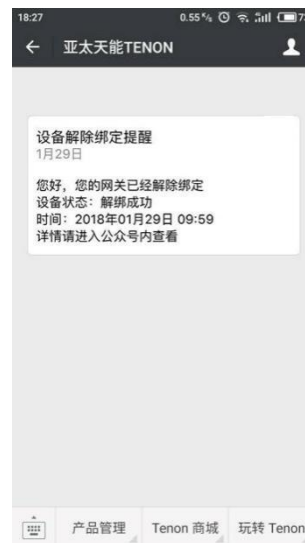 18:27 0.55 K/s 73
亚太天能TENON
设备解除绑定提醒
1月29日
您好，您的网关已经解除绑定
设备状态：解绑成功
时间：2018年01月29日 09:59
详情请进入公众号内查看
产品管理 Tenon 商城 玩转 Tenon